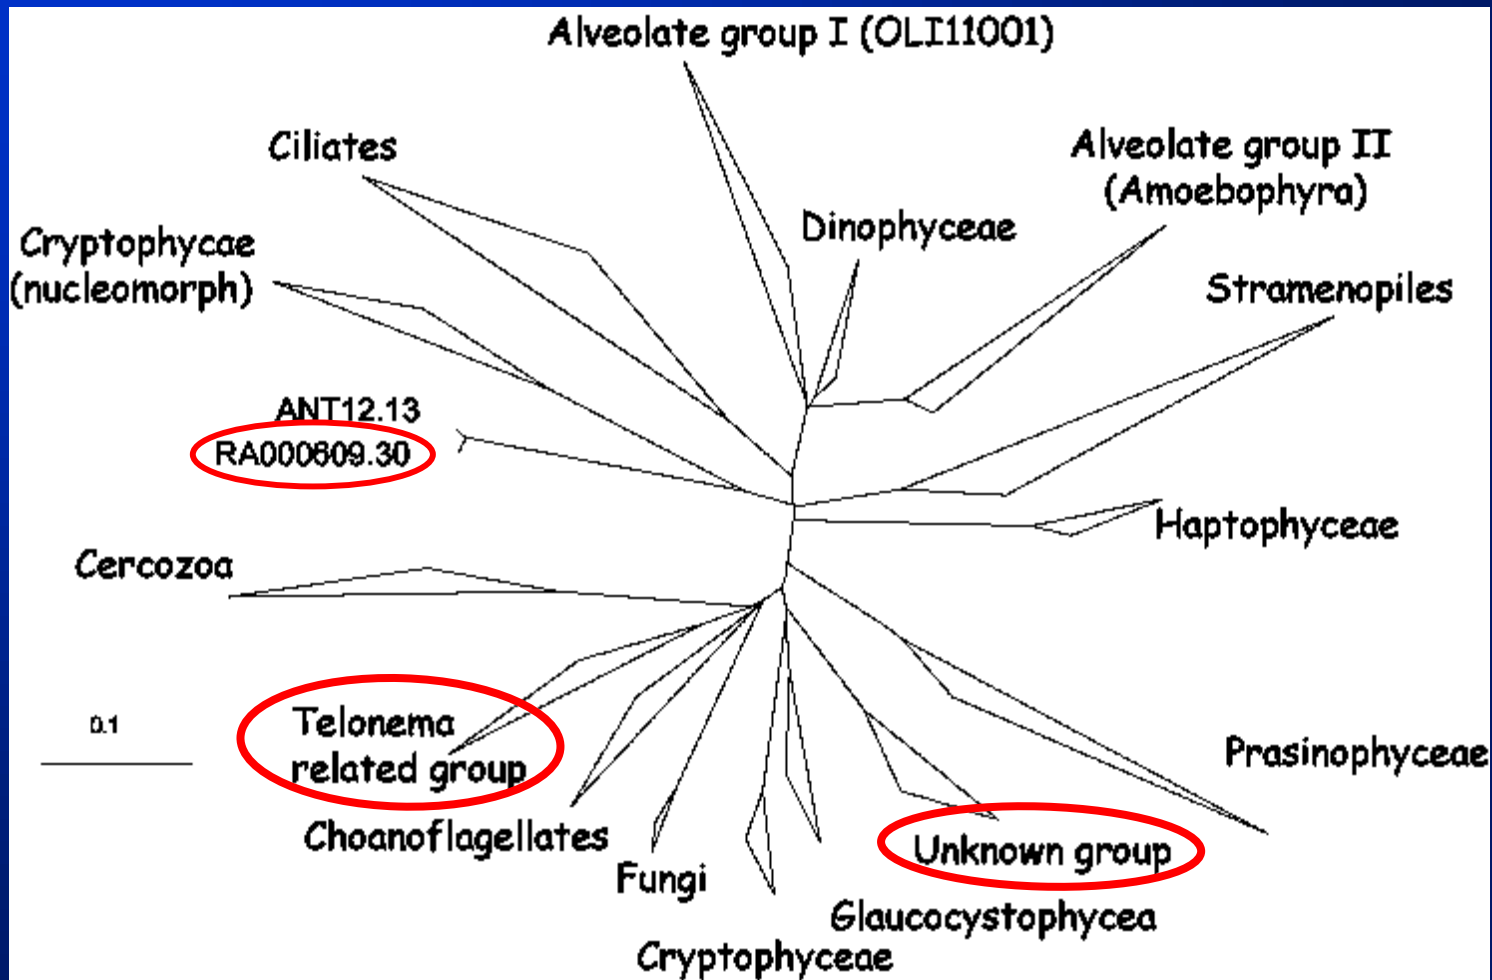 Alveolate group I (OLI11001)
Ciliates
Alveolate group II
(Amoebophyra)
Dinophyceae
Cryptophycae
(nucleomorph)
Stramenopiles
ANT12.13
RA000609.30
Haptophyceae
Cercozoa
Telonema
related group
0.1
Prasinophyceae
Choanoflagellates
Unknown group
Fungi
Glaucocystophycea
Cryptophyceae